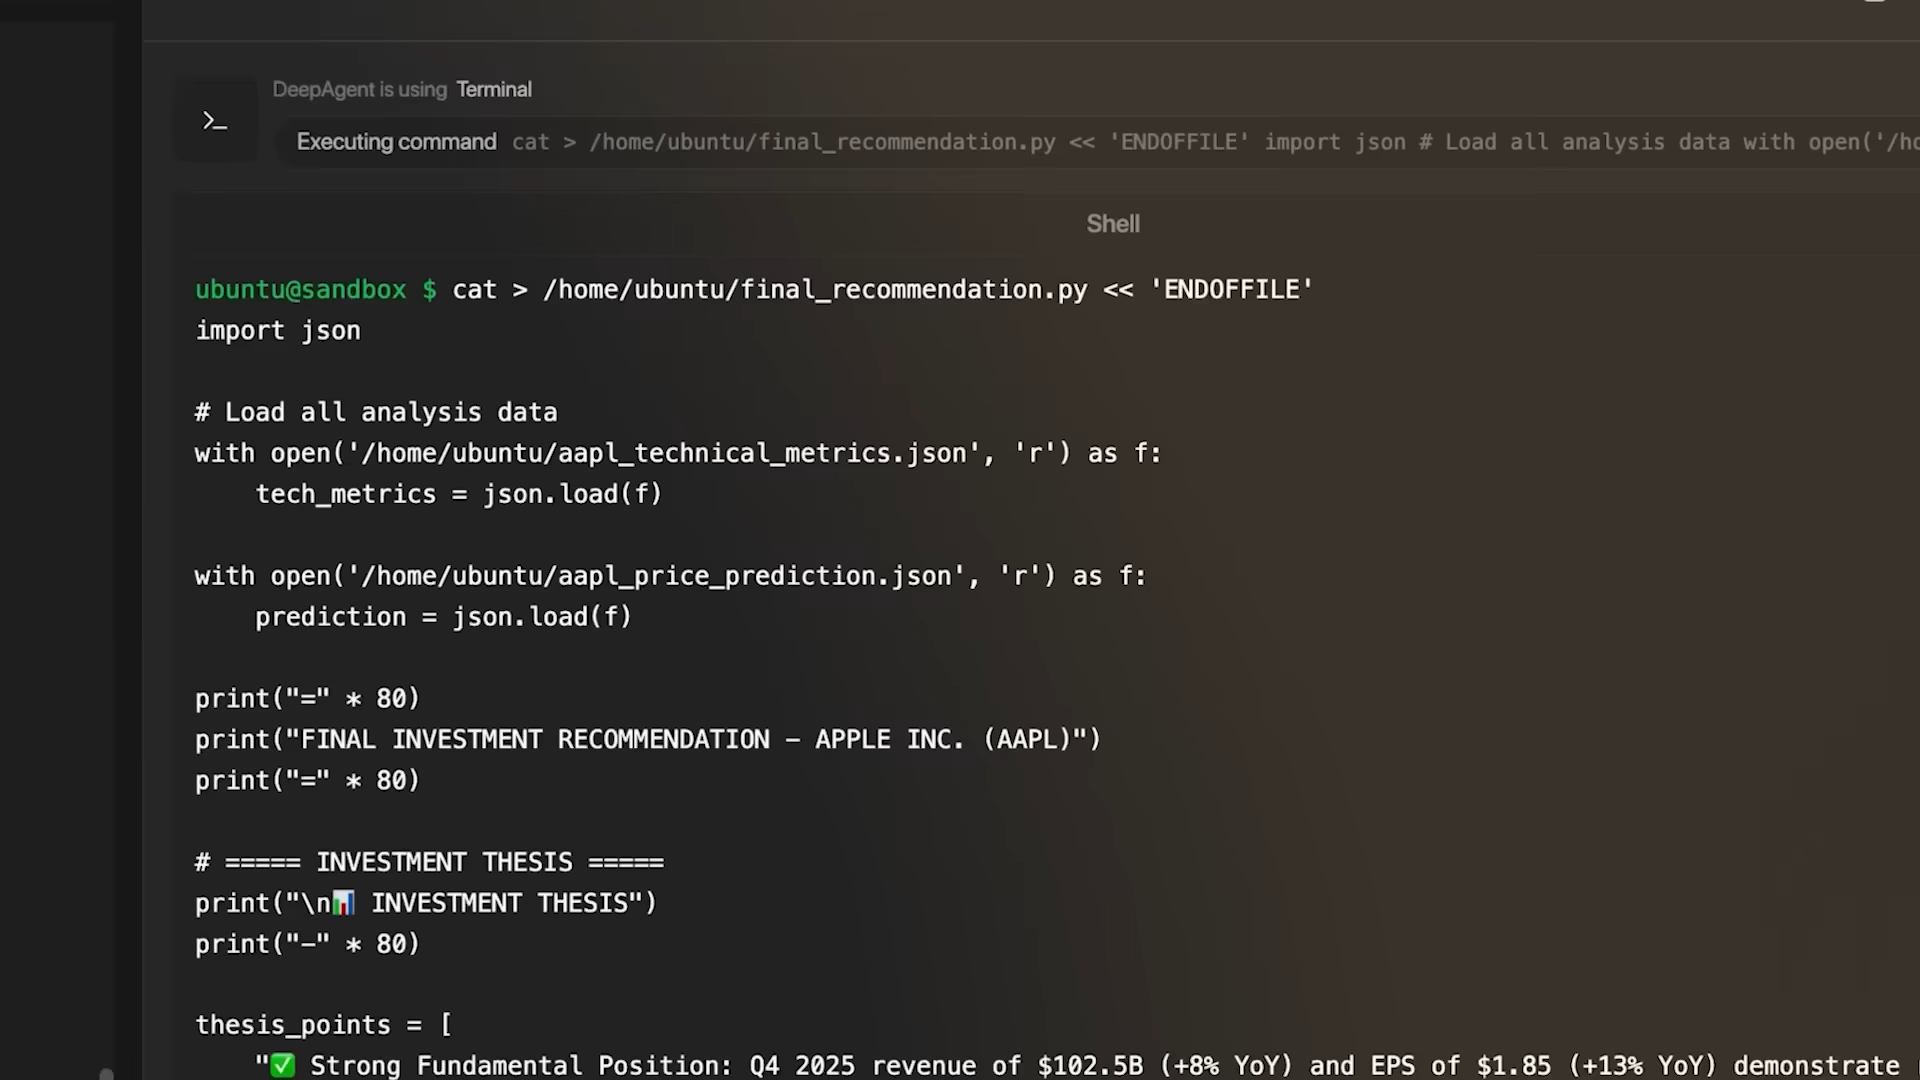 DeepAgent is using Terminal
>_
Executing command cat > /home/ubuntu/final_recommendation.py << 'ENDOFFILE' import json # Load all analysis data with open('/ho
Shell
ubuntu@sandbox $ cat > /home/ubuntu/final_recommendation.py << 'ENDOFFILE'
import json
# Load all analysis data
with open('/home/ubuntu/aapl_technical_metrics.json', 'r') as f:
    tech_metrics = json.load(f)
with open('/home/ubuntu/aapl_price_prediction.json', 'r') as f:
    prediction = json.load(f)
print("=" * 80)
print("FINAL INVESTMENT RECOMMENDATION – APPLE INC. (AAPL)")
print("=" * 80)
# ===== INVESTMENT THESIS =====
print("\n📊 INVESTMENT THESIS")
print("–" * 80)
thesis_points = [
    "✅ Strong Fundamental Position: Q4 2025 revenue of $102.5B (+8% YoY) and EPS of $1.85 (+13% YoY) demonstrate